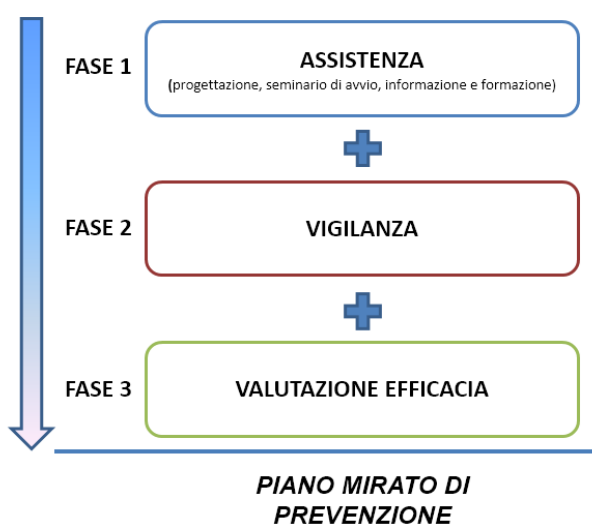 FASE 1
ASSISTENZA
(progettazione, seminario di avvio, informazione e formazione)
FASE 2
VIGILANZA
FASE 3
VALUTAZIONE EFFICACIA
PIANO MIRATO DI
PREVENZIONE